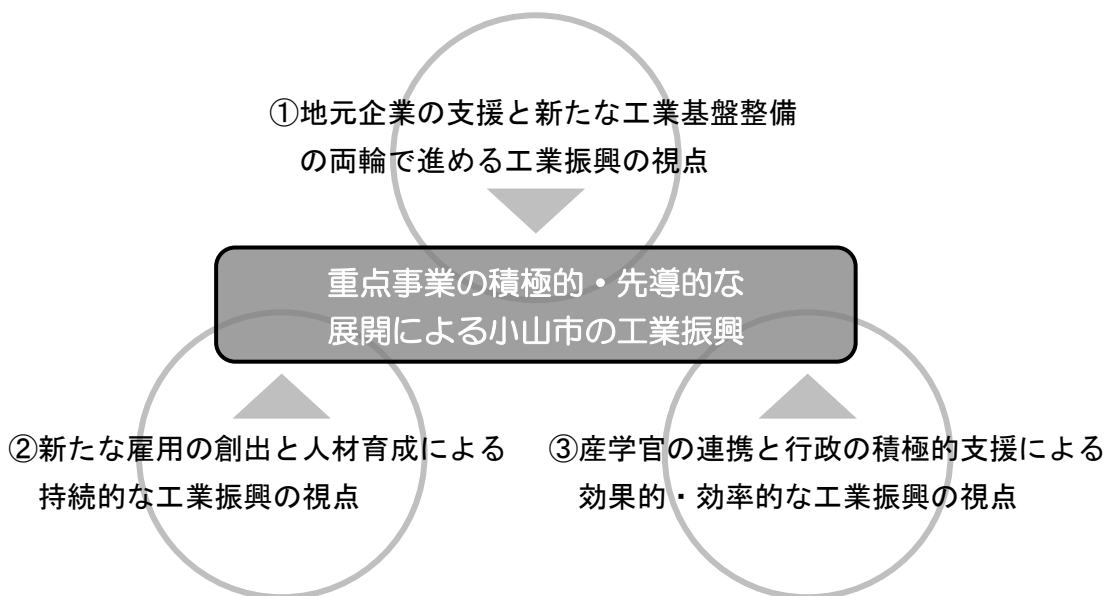 ①地元企業の支援と新たな工業基盤整備
の両輪で進める工業振興の視点
重点事業の積極的・先導的な
展開による小山市の工業振興
②新たな雇用の創出と人材育成による
持続的な工業振興の視点
③産学官の連携と行政の積極的支援による
効果的・効率的な工業振興の視点